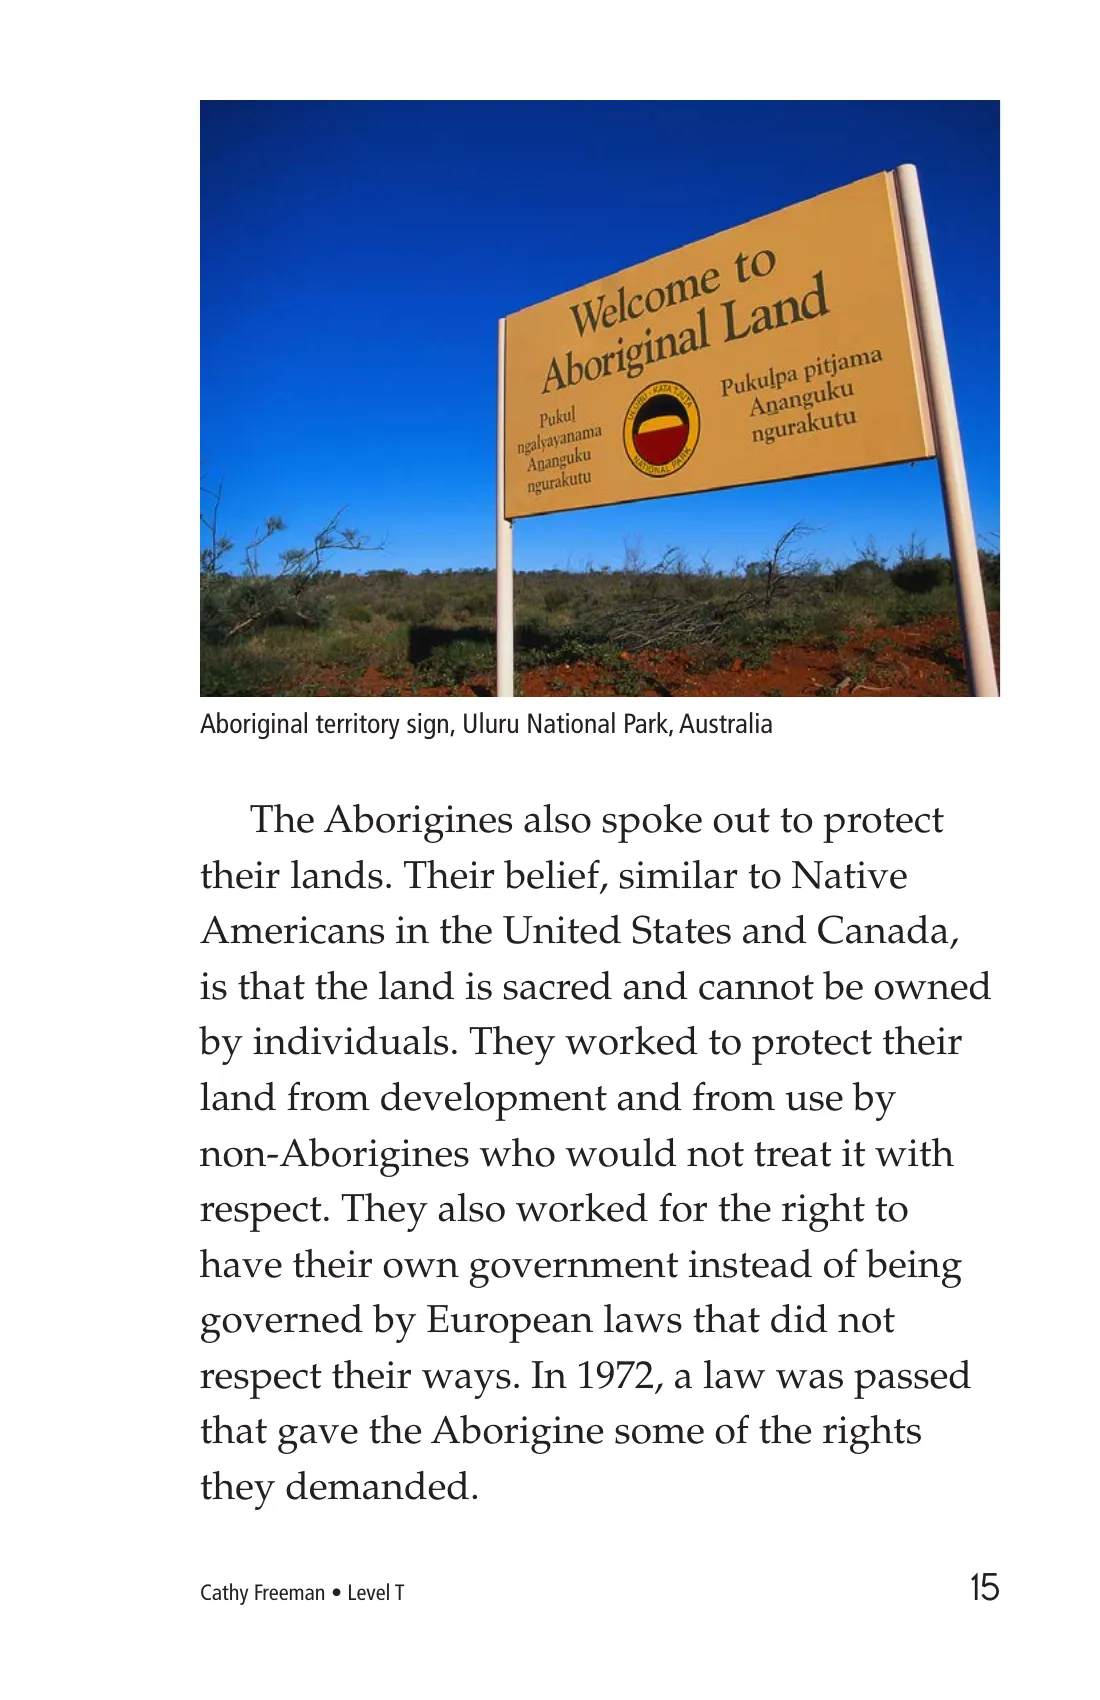 Welcome to
Aboriginal Land
Pukuḻ
ngalyayanama
Aṉanguku
ngurakutu
ULURU - KATA TJUTA
NATIONAL PARK
Pukuḻpa pitjama
Aṉanguku
ngurakutu
Aboriginal territory sign, Uluru National Park, Australia
The Aborigines also spoke out to protect
their lands. Their belief, similar to Native
Americans in the United States and Canada,
is that the land is sacred and cannot be owned
by individuals. They worked to protect their
land from development and from use by
non-Aborigines who would not treat it with
respect. They also worked for the right to
have their own government instead of being
governed by European laws that did not
respect their ways. In 1972, a law was passed
that gave the Aborigine some of the rights
they demanded.
Cathy Freeman • Level T
15